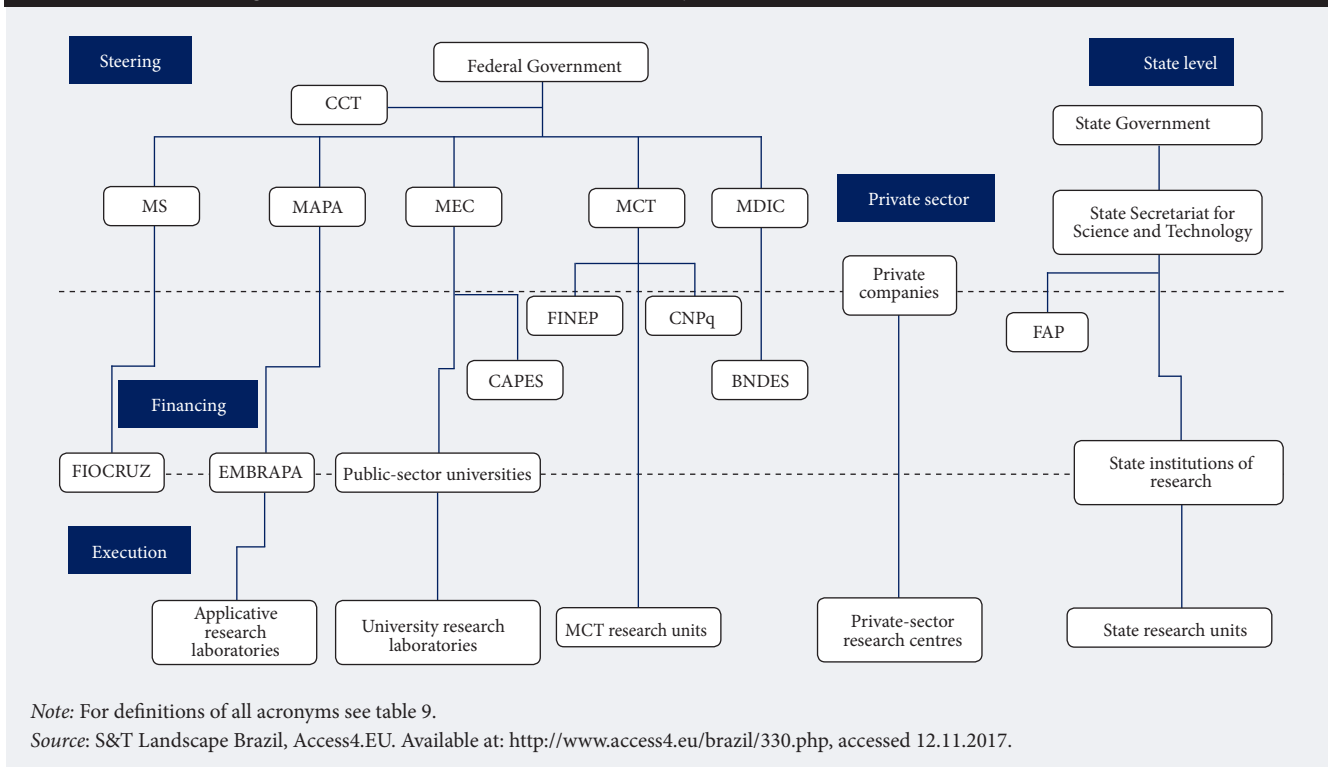 Steering
Federal Government
State level
CCT
State Government
MS
MAPA
MEC
MCT
MDIC
Private sector
State Secretariat for
Science and Technology
Private
companies
FINEP
CNPq
FAP
CAPES
BNDES
Financing
FIOCRUZ
EMBRAPA
Public-sector universities
State institutions of
research
Execution
Applicative
research
laboratories
University research
laboratories
MCT research units
Private-sector
research centres
State research units
Note: For definitions of all acronyms see table 9.
Source: S&T Landscape Brazil, Access4.EU. Available at: http://www.access4.eu/brazil/330.php, accessed 12.11.2017.